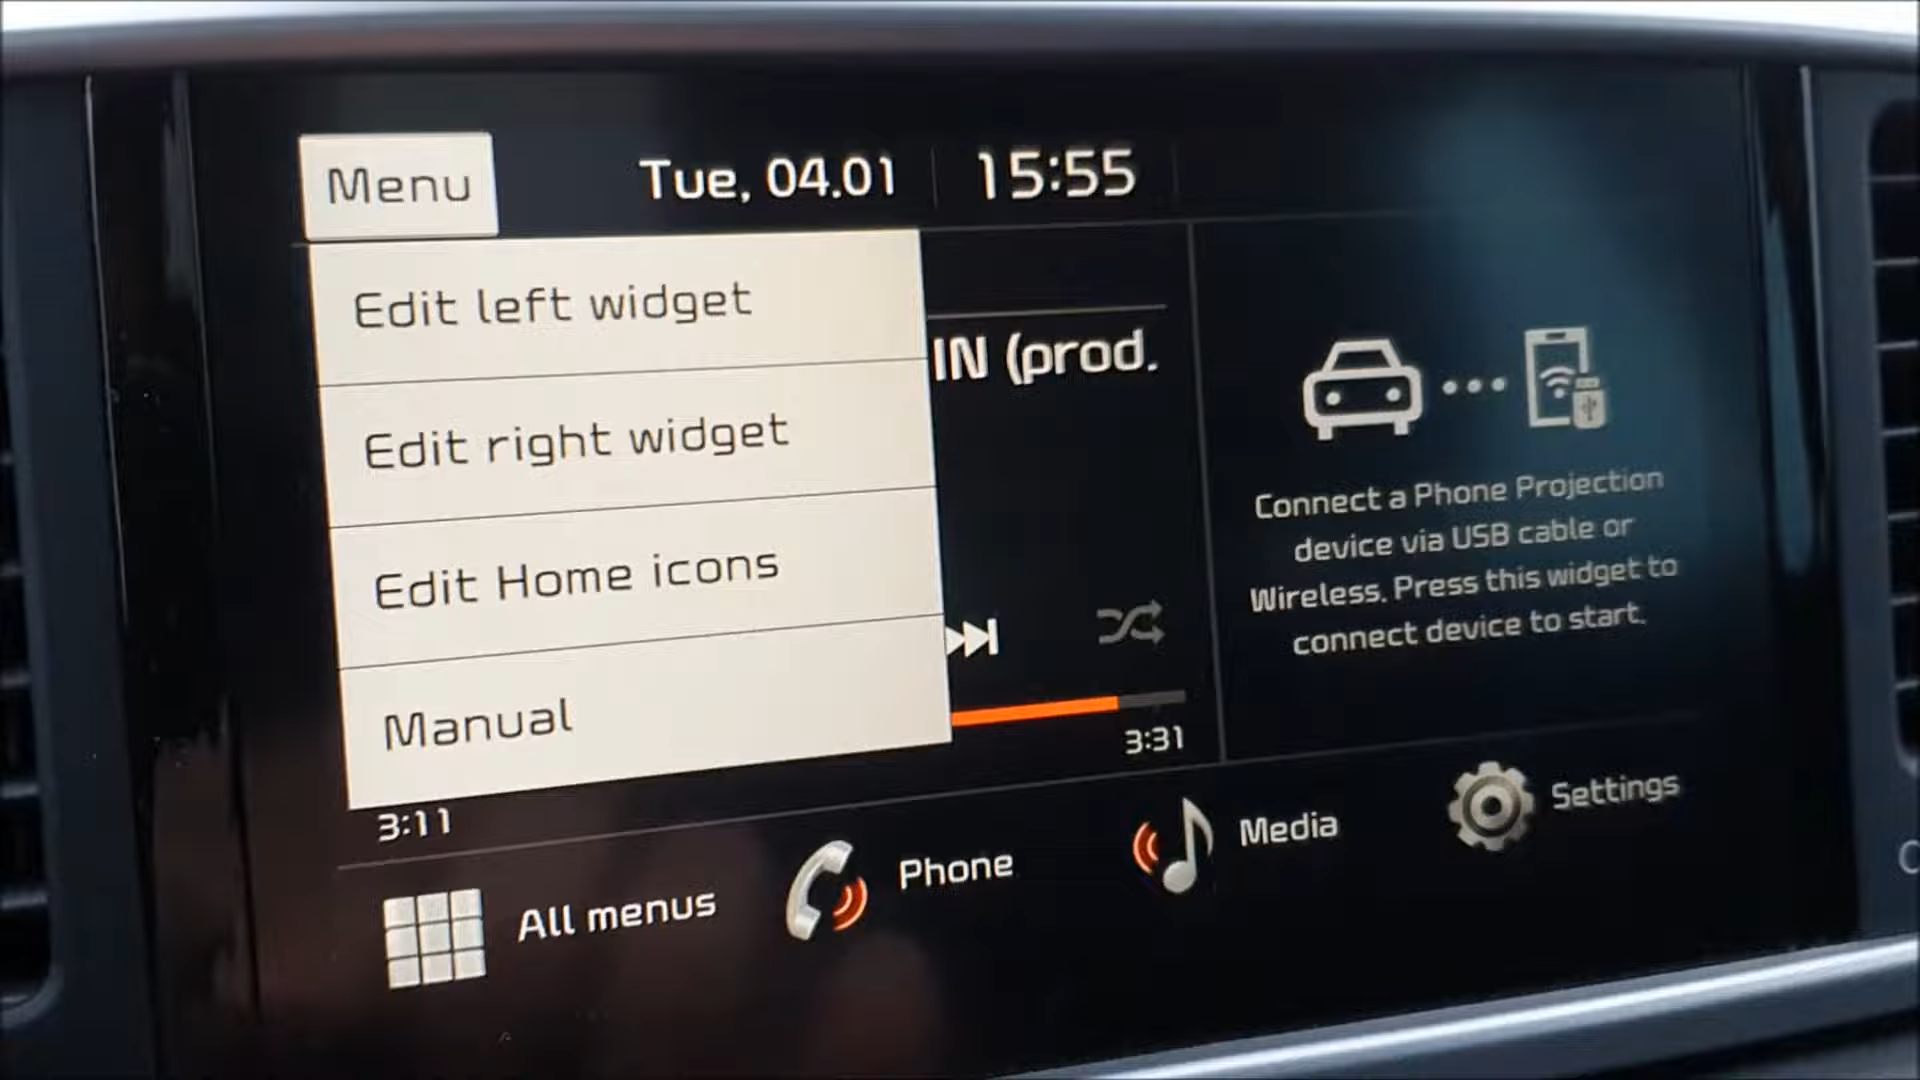 Menu
Tue, 04.01
15:55
Edit left widget
Edit right widget
Edit Home icons
Manual
IN (prod.
3:31
3:11
Connect a Phone Projection
device via USB cable or
Wireless. Press this widget to
connect device to start.
All menus
Phone
Media
Settings